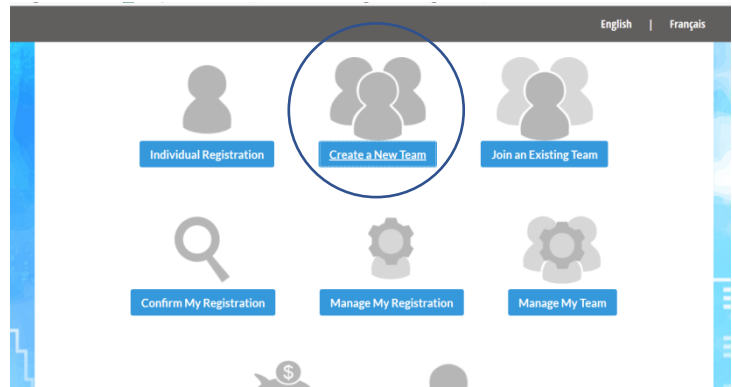 English | Français
Individual Registration
Create a New Team
Join an Existing Team
Confirm My Registration
Manage My Registration
Manage My Team
$